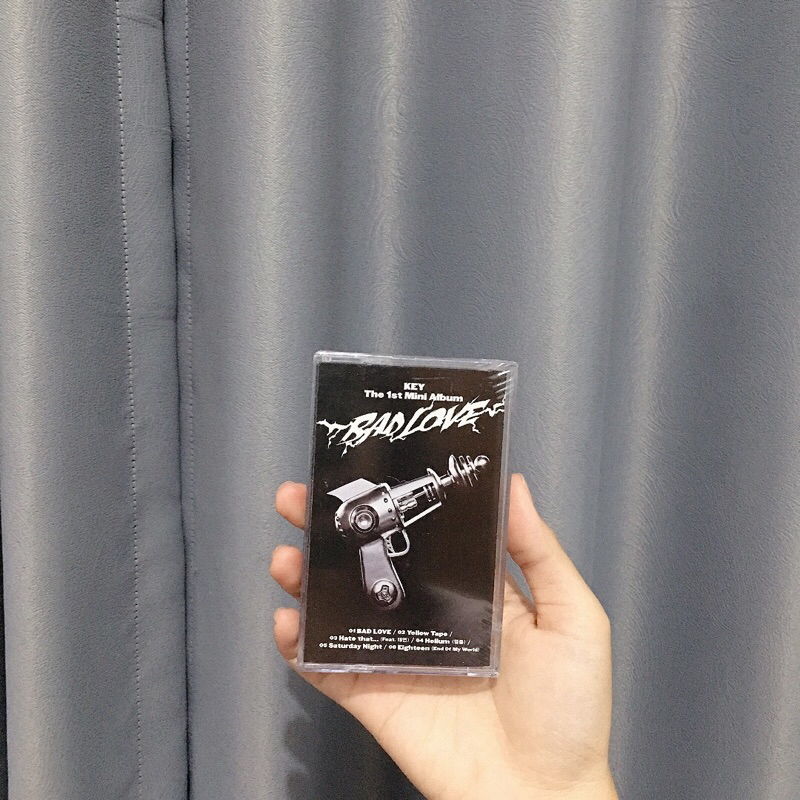 KEY
The 1st Mini Album
BAD LOVE
01 BAD LOVE / 02 Yellow Tape /
03 Hate that... (Feat. 태연) / 04 Helium (헬륨) /
05 Saturday Night / 06 Eighteen (End Of My World)